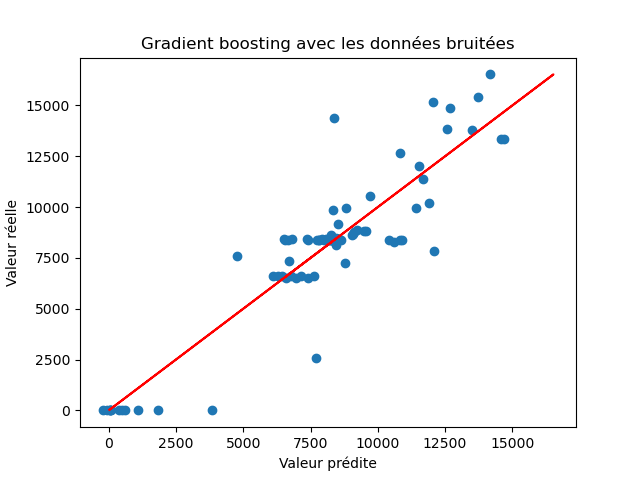 Gradient boosting avec les données bruitées
Valeur réelle
15000
12500
10000
7500
5000
2500
0
0 2500 5000 7500 10000 12500 15000
Valeur prédite